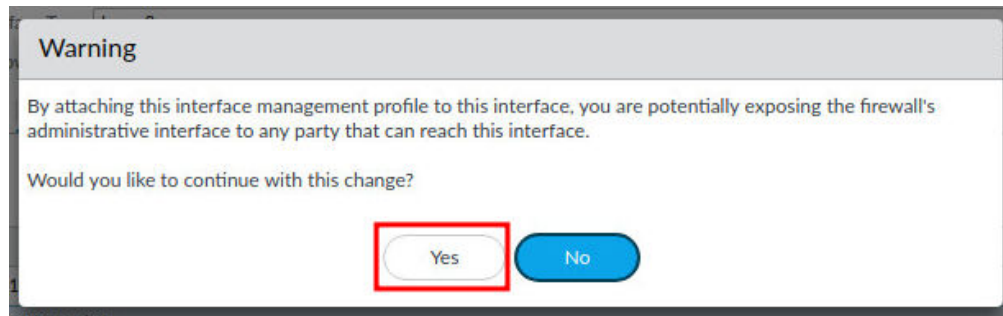 Warning
By attaching this interface management profile to this interface, you are potentially exposing the firewall's
administrative interface to any party that can reach this interface.
Would you like to continue with this change?
Yes No